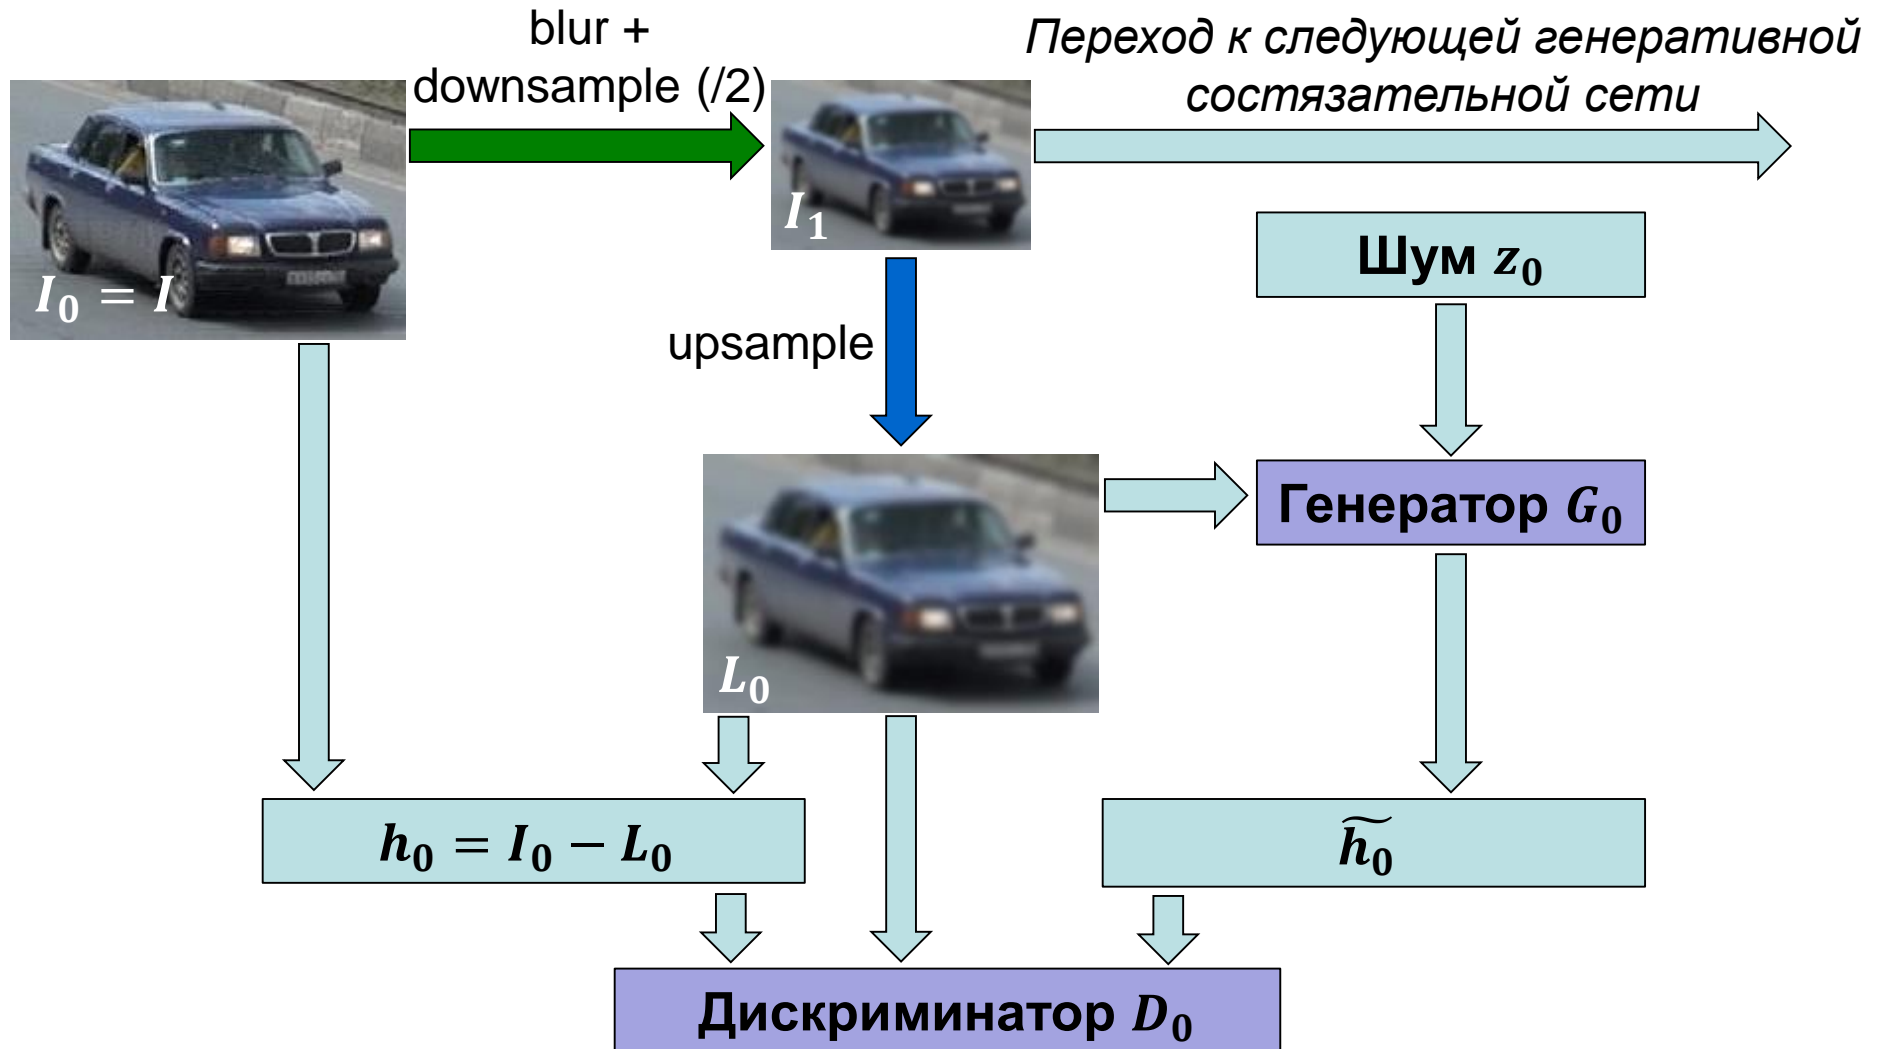 blur +
downsample (/2)
Переход к следующей генеративной
состязательной сети
I₀ = I
I₁
Шум z₀
upsample
Генератор G₀
L₀
h₀ = I₀ − L₀
h̃₀
Дискриминатор D₀